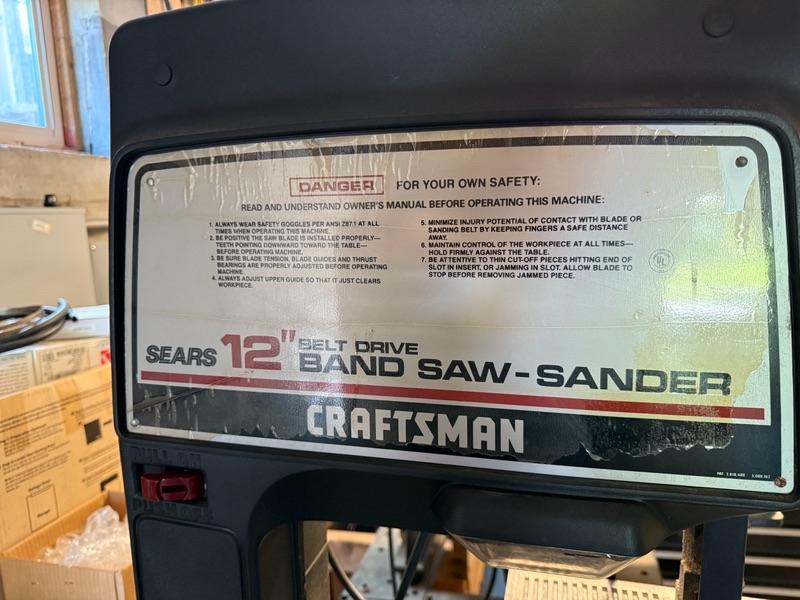 DANGER FOR YOUR OWN SAFETY:
READ AND UNDERSTAND OWNER'S MANUAL BEFORE OPERATING THIS MACHINE:
1. ALWAYS WEAR SAFETY GOGGLES PER ANSI Z87.1 AT ALL
TIMES WHEN OPERATING THIS MACHINE.
2. BE POSITIVE THE SAW BLADE IS INSTALLED PROPERLY—
TEETH POINTING DOWNWARD TOWARD THE TABLE—
BEFORE OPERATING MACHINE.
3. BE SURE BLADE TENSION, BLADE GUIDES AND THRUST
BEARINGS ARE PROPERLY ADJUSTED BEFORE OPERATING
MACHINE.
4. ALWAYS ADJUST UPPER GUIDE SO THAT IT JUST CLEARS
WORKPIECE.
5. MINIMIZE INJURY POTENTIAL OF CONTACT WITH BLADE OR
SANDING BELT BY KEEPING FINGERS A SAFE DISTANCE
AWAY.
6. MAINTAIN CONTROL OF THE WORKPIECE AT ALL TIMES—
HOLD FIRMLY AGAINST THE TABLE.
7. BE ATTENTIVE TO THIN CUT-OFF PIECES HITTING END OF
SLOT IN INSERT, OR JAMMING IN SLOT. ALLOW BLADE TO
STOP BEFORE REMOVING JAMMED PIECE.
UL
SEARS 12" BELT DRIVE
BAND SAW-SANDER
CRAFTSMAN
PULL ON
PUSH OFF